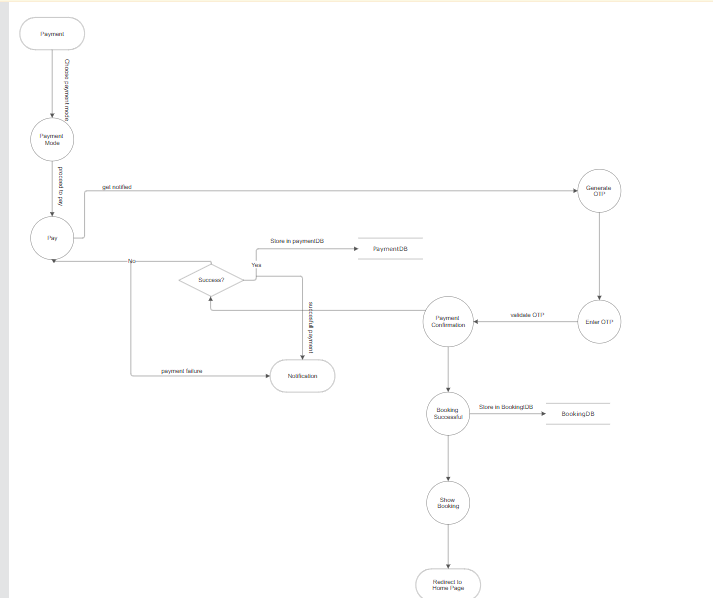 Payment
Choose payment mode
Payment
Mode
proceed to pay
get notified
Generate
OTP
Pay
Store in paymentDB
PaymentDB
No
Yes
Success?
successful payment
Payment
Confirmation
validate OTP
Enter OTP
payment failure
Notification
Booking
Successful
Store in BookingtDB
BookingDB
Show
Booking
Redirect to
Home Page